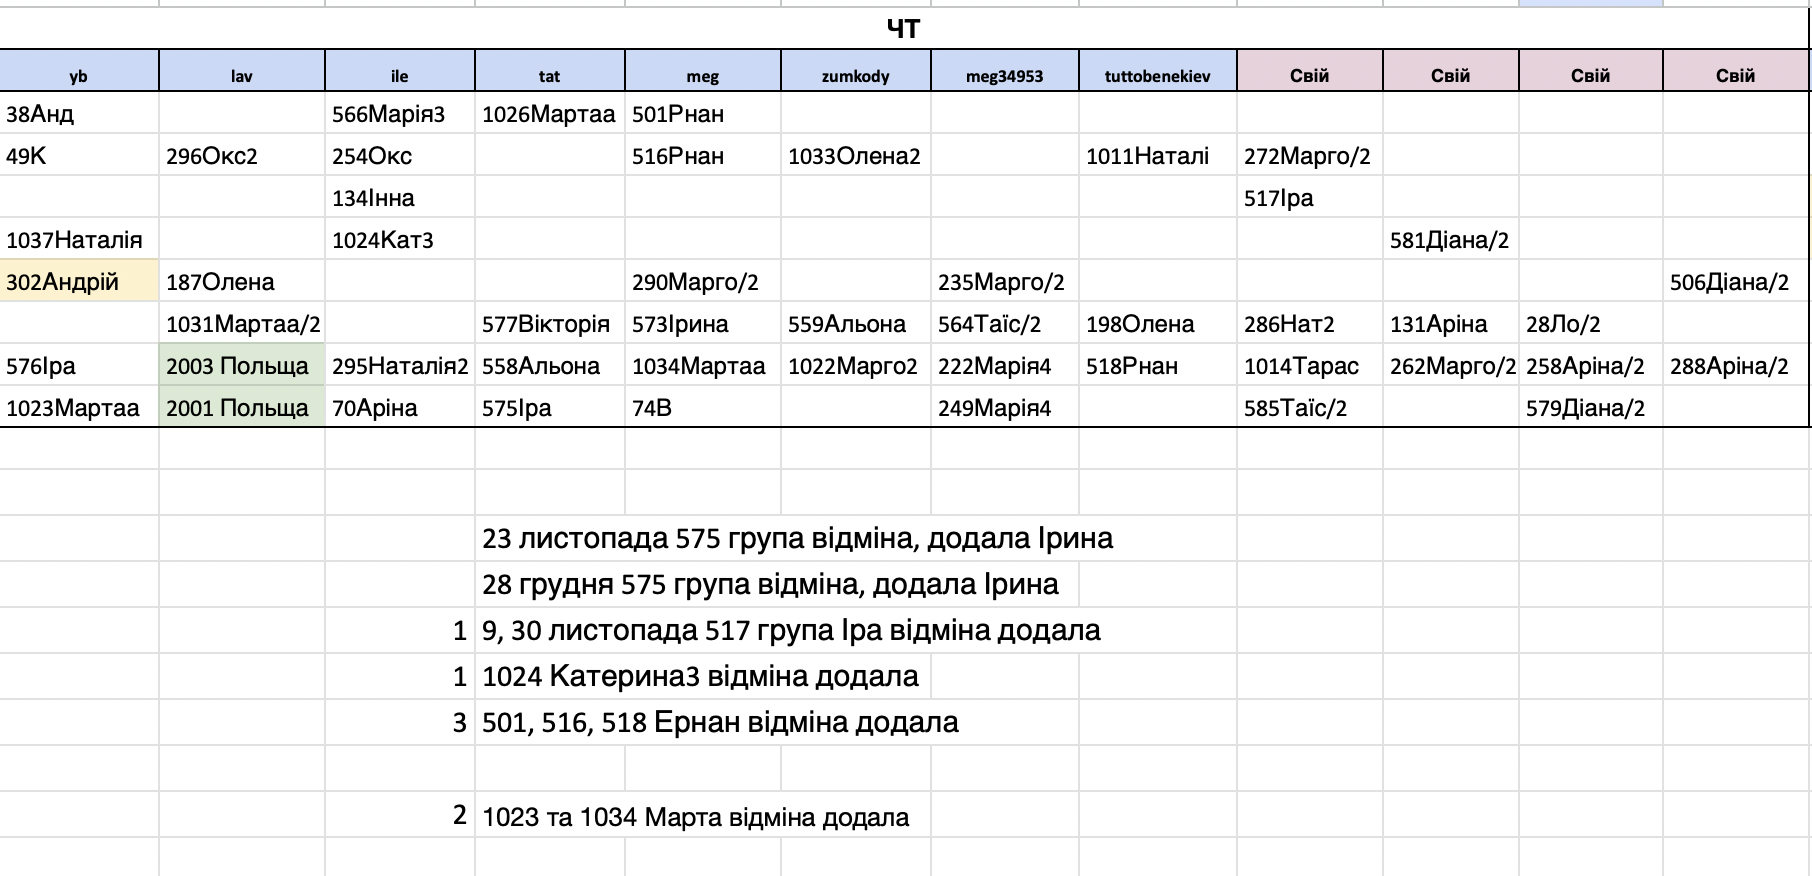 ЧТ
yb lav ile tat meg zumkody meg34953 tuttobenekiev Свій Свій Свій Свій
38Анд 566Марія3 1026Мартаа 501Рнан
49К 296Окс2 254Окс 516Рнан 1033Олена2 1011Наталі 272Марго/2
134Інна 517Іра
1037Наталія 1024Кат3 581Діана/2
302Андрій 187Олена 290Марго/2 235Марго/2 506Діана/2
1031Мартаа/2 577Вікторія 573Ірина 559Альона 564Таїс/2 198Олена 286Нат2 131Аріна 28Ло/2
576Іра 2003 Польща 295Наталія2 558Альона 1034Мартаа 1022Марго2 222Марія4 518Рнан 1014Тарас 262Марго/2 258Аріна/2 288Аріна/2
1023Мартаа 2001 Польща 70Аріна 575Іра 74В 249Марія4 585Таїс/2 579Діана/2
23 листопада 575 група відміна, додала Ірина
28 грудня 575 група відміна, додала Ірина
1 9, 30 листопада 517 група Іра відміна додала
1 1024 Катерина3 відміна додала
3 501, 516, 518 Ернан відміна додала
2 1023 та 1034 Марта відміна додала